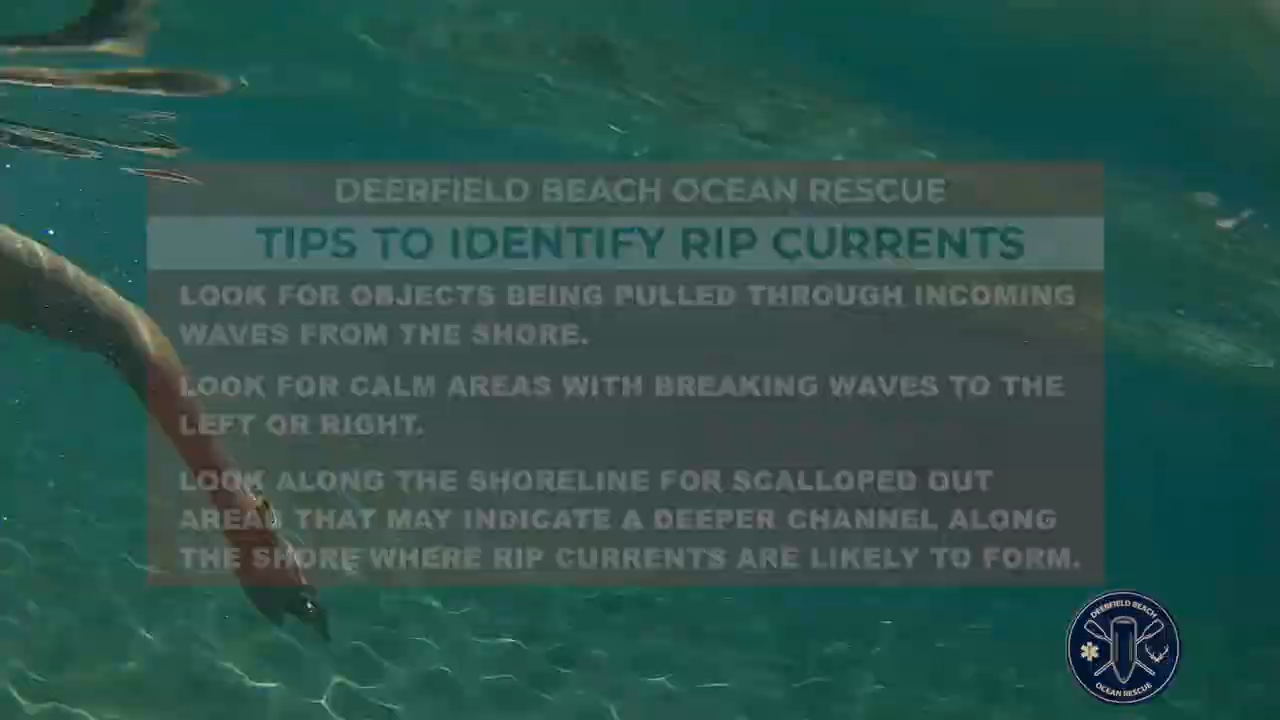 DEERFIELD BEACH OCEAN RESCUE
TIPS TO IDENTIFY RIP CURRENTS
LOOK FOR OBJECTS BEING PULLED THROUGH INCOMING
WAVES FROM THE SHORE.
LOOK FOR CALM AREAS WITH BREAKING WAVES TO THE
LEFT OR RIGHT.
LOOK ALONG THE SHORELINE FOR SCALLOPED OUT
AREAS THAT MAY INDICATE A DEEPER CHANNEL ALONG
THE SHORE WHERE RIP CURRENTS ARE LIKELY TO FORM.
DEERFIELD BEACH
OCEAN RESCUE